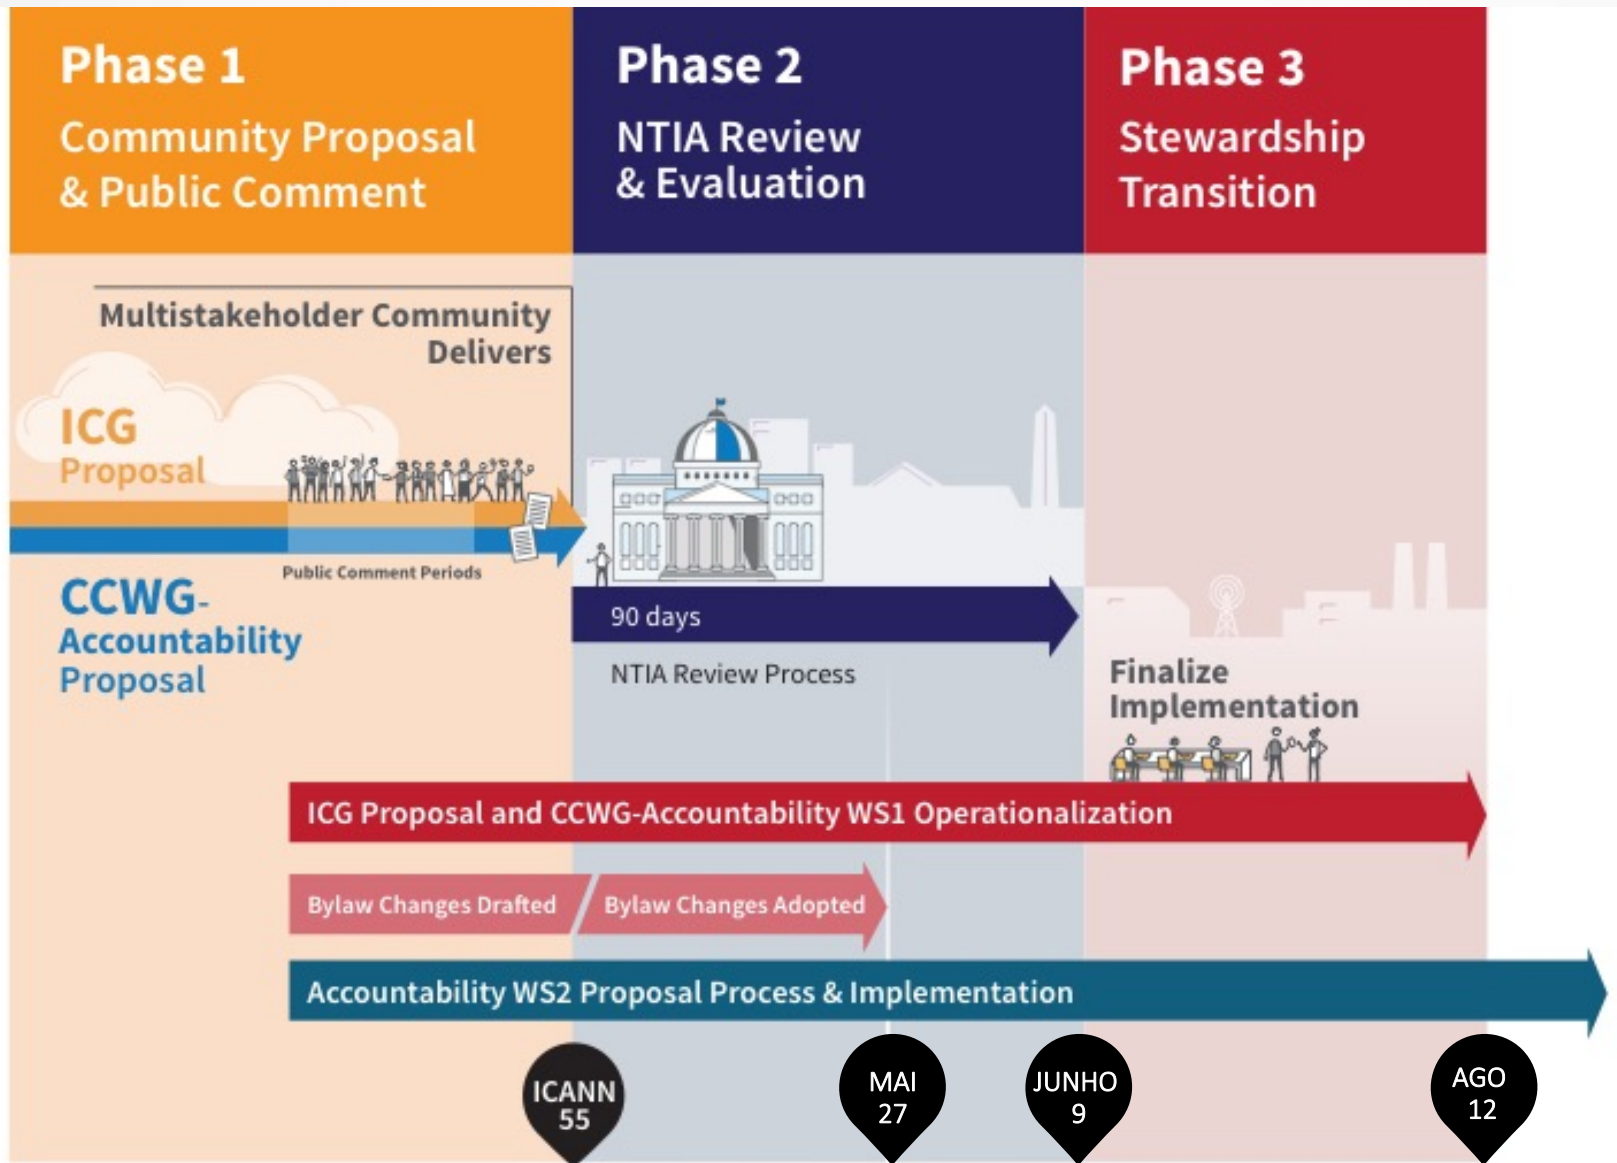 Phase 1
Community Proposal
& Public Comment
Phase 2
NTIA Review
& Evaluation
Phase 3
Stewardship
Transition
Multistakeholder Community
Delivers
ICG
Proposal
Public Comment Periods
CCWG-
Accountability
Proposal
90 days
NTIA Review Process
Finalize
Implementation
ICG Proposal and CCWG-Accountability WS1 Operationalization
Bylaw Changes Drafted
Bylaw Changes Adopted
Accountability WS2 Proposal Process & Implementation
ICANN
55
MAI
27
JUNHO
9
AGO
12